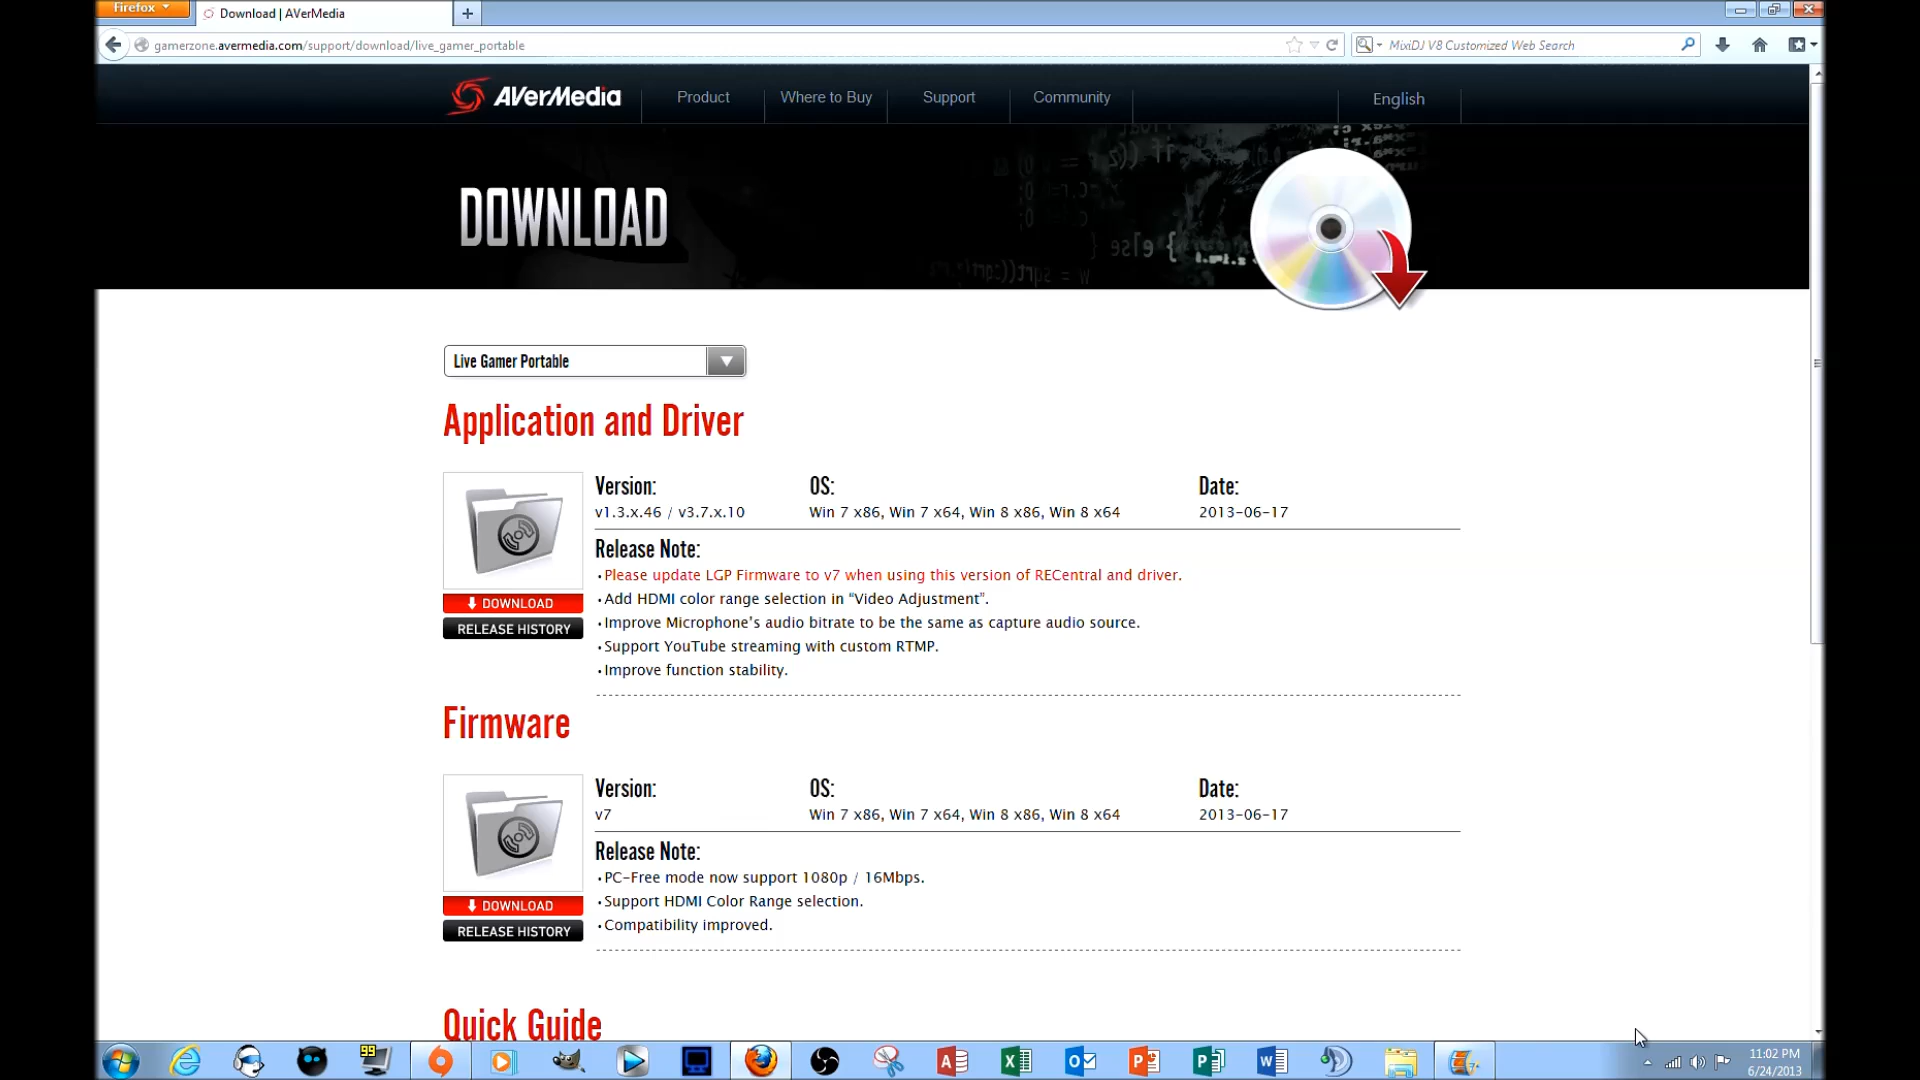 Firefox
Download | AVerMedia
gamerzone.avermedia.com/support/download/live_gamer_portable
MixiDJ V8 Customized Web Search
AVerMedia
Product
Where to Buy
Support
Community
English
DOWNLOAD
Live Gamer Portable
Application and Driver
Version:
OS:
Date:
v1.3.x.46 / v3.7.x.10
Win 7 x86, Win 7 x64, Win 8 x86, Win 8 x64
2013-06-17
Release Note:
•Please update LGP Firmware to v7 when using this version of RECentral and driver.
•Add HDMI color range selection in “Video Adjustment”.
•Improve Microphone's audio bitrate to be the same as capture audio source.
•Support YouTube streaming with custom RTMP.
•Improve function stability.
DOWNLOAD
RELEASE HISTORY
Firmware
Version:
OS:
Date:
v7
Win 7 x86, Win 7 x64, Win 8 x86, Win 8 x64
2013-06-17
Release Note:
•PC-Free mode now support 1080p / 16Mbps.
•Support HDMI Color Range selection.
•Compatibility improved.
DOWNLOAD
RELEASE HISTORY
Quick Guide
99
11:02 PM
6/24/2013